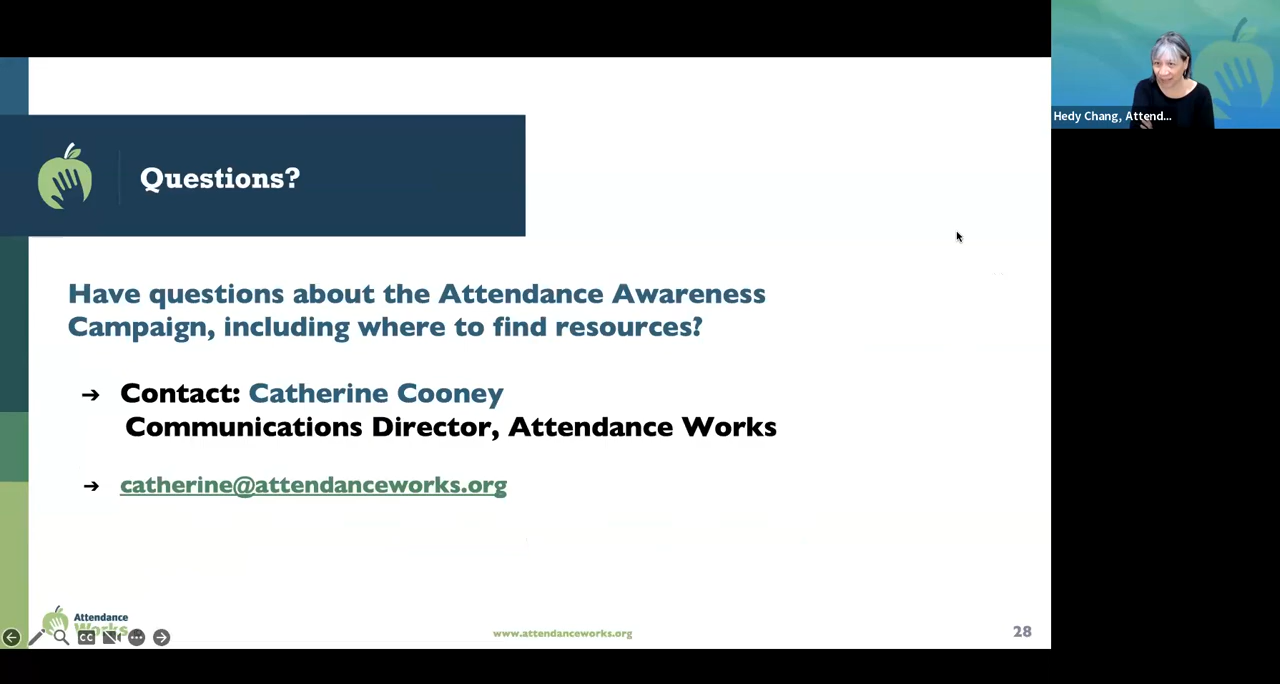 Hedy Chang, Attend...
Questions?
Have questions about the Attendance Awareness
Campaign, including where to find resources?
➔ Contact: Catherine Cooney
Communications Director, Attendance Works
➔ catherine@attendanceworks.org
Attendance
Works
CC
www.attendanceworks.org
28